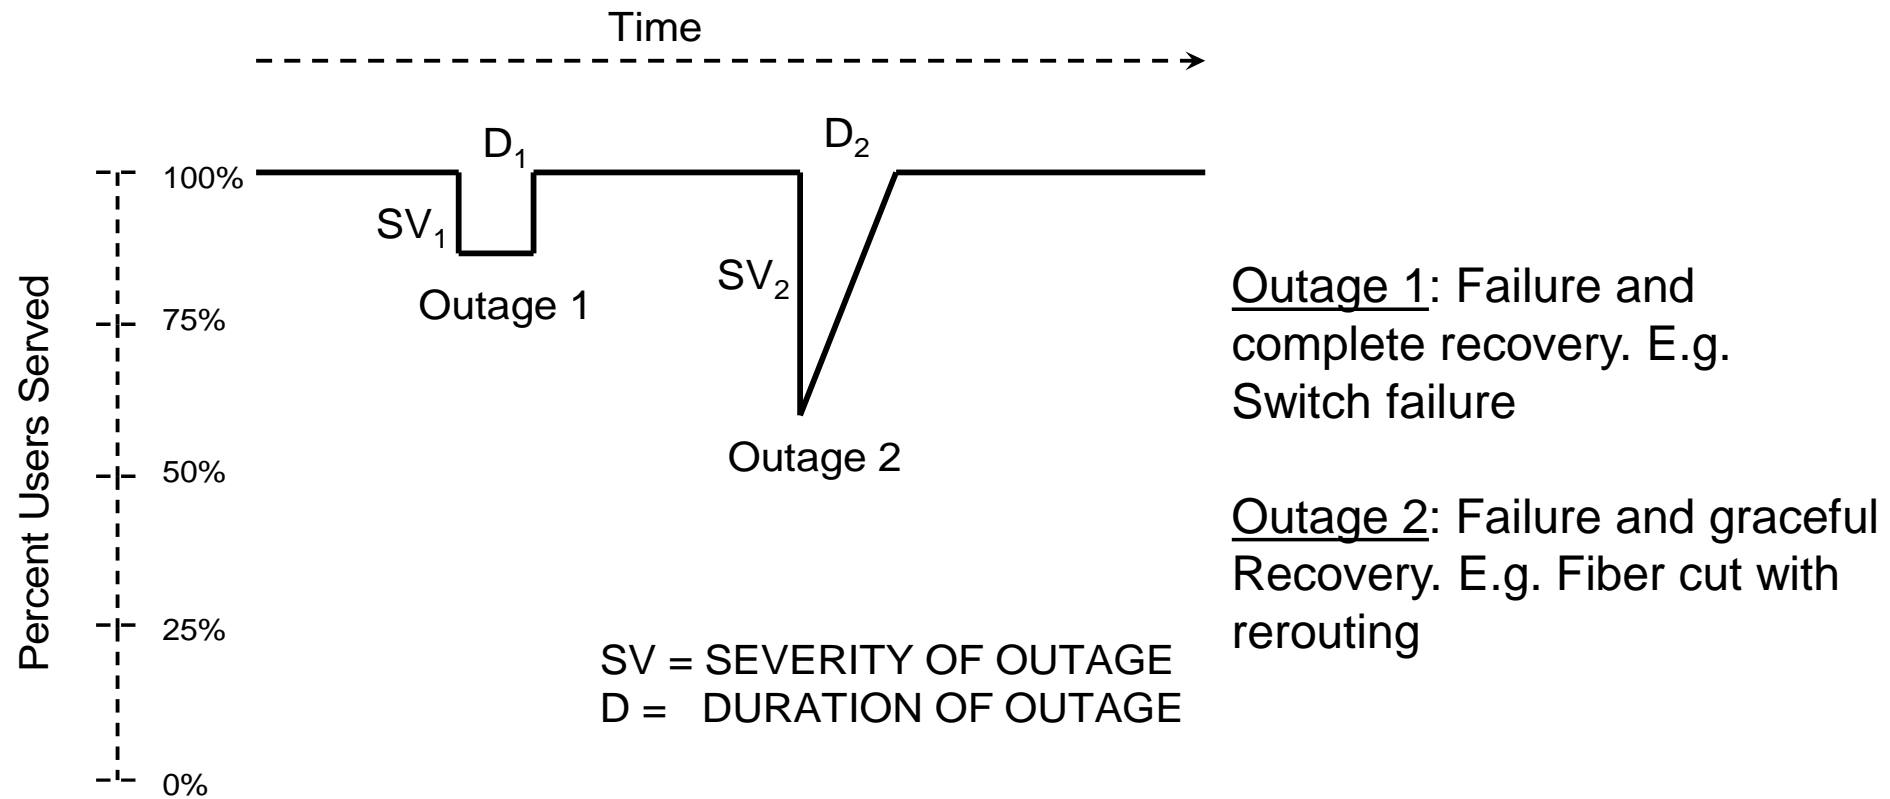 Time
D1
D2
100%
SV1
SV2
Outage 1
75%
Outage 2
50%
25%
0%
Percent Users Served
SV = SEVERITY OF OUTAGE
D = DURATION OF OUTAGE
Outage 1: Failure and
complete recovery. E.g.
Switch failure
Outage 2: Failure and graceful
Recovery. E.g. Fiber cut with
rerouting